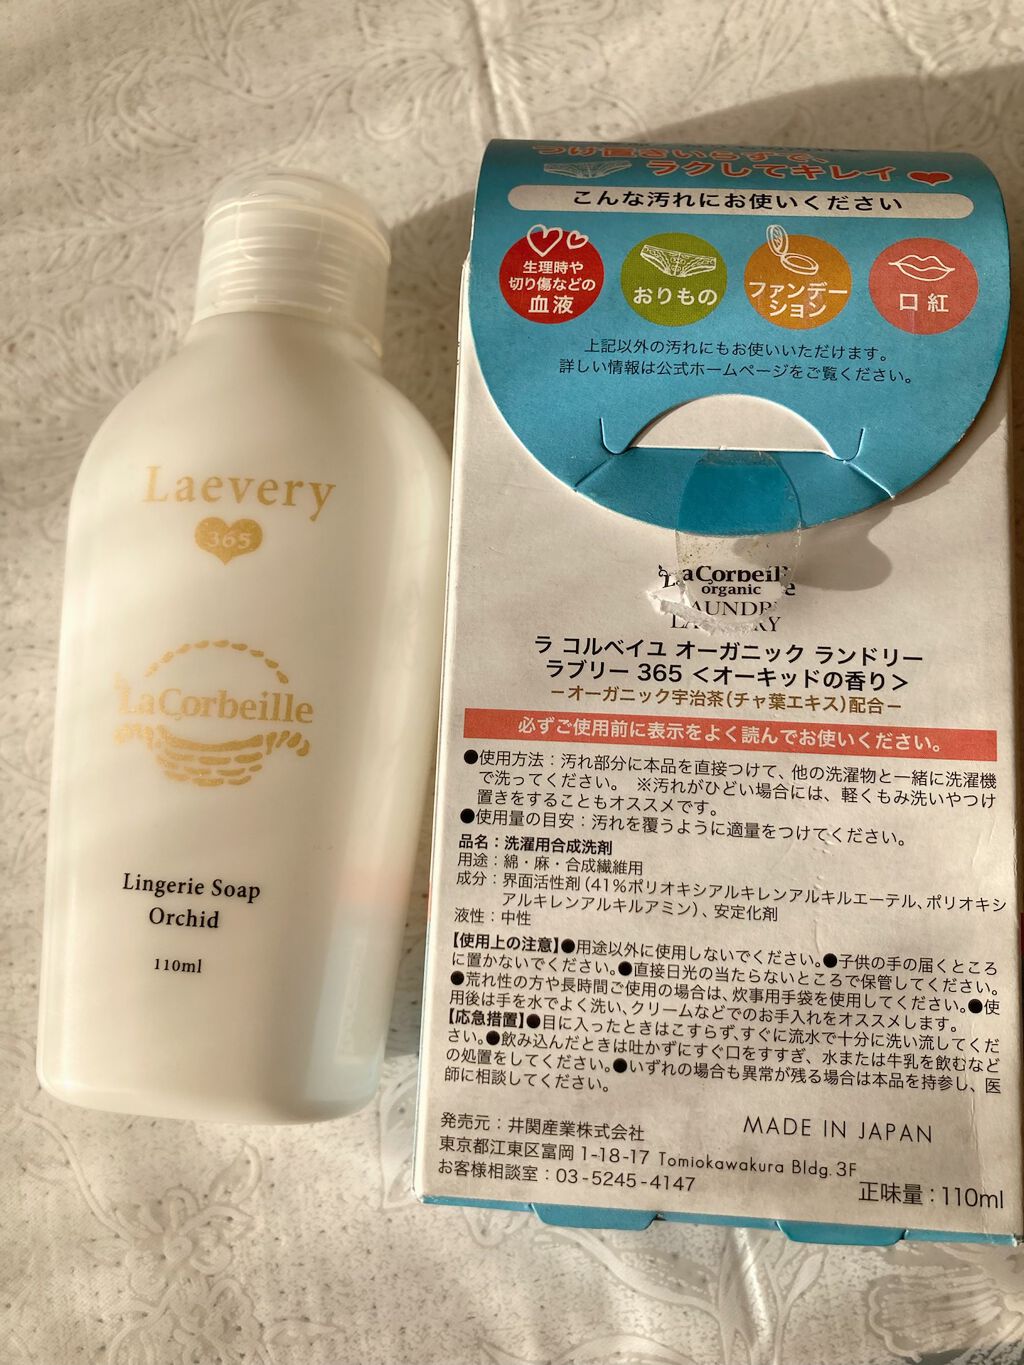 Laevery
365
LaCorbeille
Lingerie Soap
Orchid
110ml
つけ置きいらずで、
ラクしてキレイ
こんな汚れにお使いください
生理時や
切り傷などの
血液
おりもの
ファンデー
ション
口紅
上記以外の汚れにもお使いいただけます。
詳しい情報は公式ホームページをご覧ください。
LaCorbeille
organic
ラ コルベイユ オーガニック ランドリー
ラブリー 365 <オーキッドの香り>
−オーガニック宇治茶(チャ葉エキス)配合−
必ずご使用前に表示をよく読んでお使いください。
●使用方法：汚れ部分に本品を直接つけて、他の洗濯物と一緒に洗濯機
で洗ってください。 ※汚れがひどい場合には、軽くもみ洗いやつけ
置きをすることもオススメです。
●使用量の目安：汚れを覆うように適量をつけてください。
品名：洗濯用合成洗剤
用途：綿・麻・合成繊維用
成分：界面活性剤(41%ポリオキシアルキレンアルキルエーテル、ポリオキシ
アルキレンアルキルアミン)、安定化剤
液性：中性
【使用上の注意】●用途以外に使用しないでください。●子供の手の届くところ
に置かないでください。●直接日光の当たらないところで保管してください。
●荒れ性の方や長時間ご使用の場合は、炊事用手袋を使用してください。●使
用後は手を水でよく洗い、クリームなどでのお手入れをオススメします。
【応急措置】●目に入ったときはこすらず、すぐに流水で十分に洗い流してくだ
さい。●飲み込んだときは吐かずにすぐ口をすすぎ、水または牛乳を飲むなど
の処置をしてください。●いずれの場合も異常が残る場合は本品を持参し、医
師に相談してください。
発売元：井関産業株式会社
東京都江東区富岡 1-18-17 Tomiokawakura Bldg. 3F
お客様相談室：03-5245-4147
MADE IN JAPAN
正味量：110ml